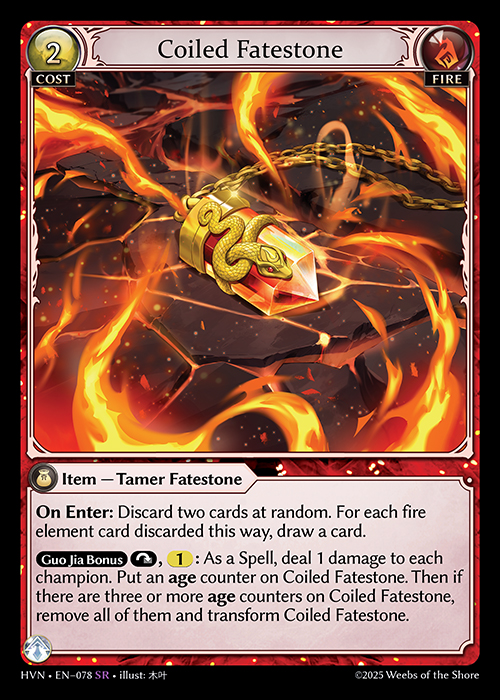 2
Coiled Fatestone
COST
FIRE
Item — Tamer Fatestone
On Enter: Discard two cards at random. For each fire
element card discarded this way, draw a card.
Guo Jia Bonus , 1 : As a Spell, deal 1 damage to each
champion. Put an age counter on Coiled Fatestone. Then if
there are three or more age counters on Coiled Fatestone,
remove all of them and transform Coiled Fatestone.
HVN • EN-078 SR • illust: 木叶
©2025 Weebs of the Shore